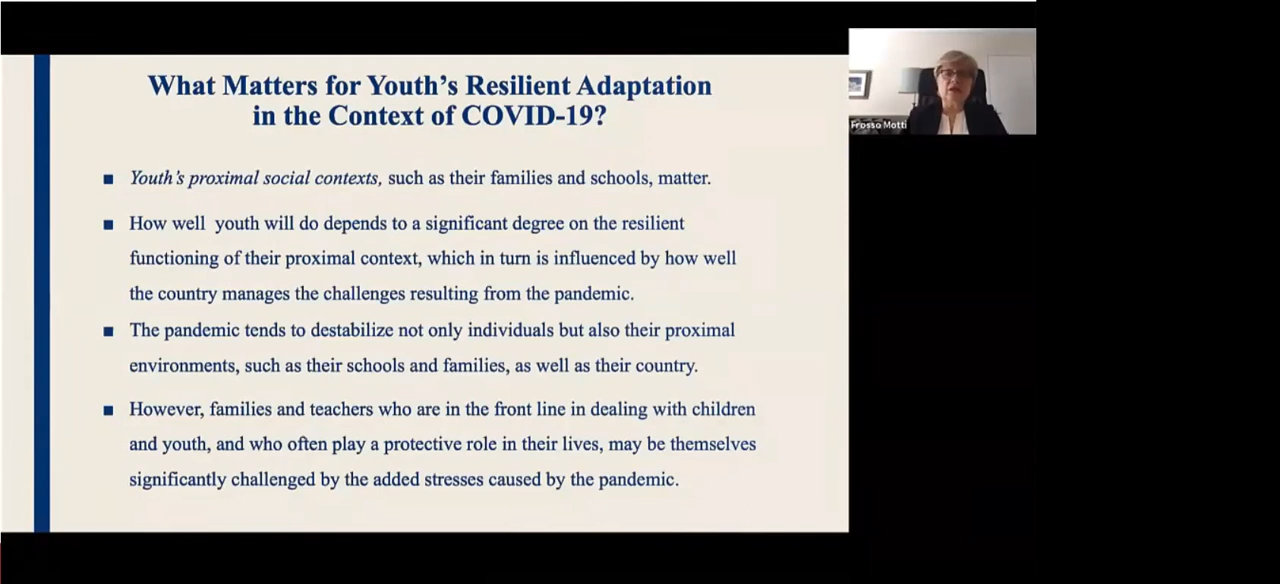 What Matters for Youth's Resilient Adaptation
in the Context of COVID-19?
■ Youth's proximal social contexts, such as their families and schools, matter.
■ How well youth will do depends to a significant degree on the resilient
functioning of their proximal context, which in turn is influenced by how well
the country manages the challenges resulting from the pandemic.
■ The pandemic tends to destabilize not only individuals but also their proximal
environments, such as their schools and families, as well as their country.
■ However, families and teachers who are in the front line in dealing with children
and youth, and who often play a protective role in their lives, may be themselves
significantly challenged by the added stresses caused by the pandemic.
Frosso Motti